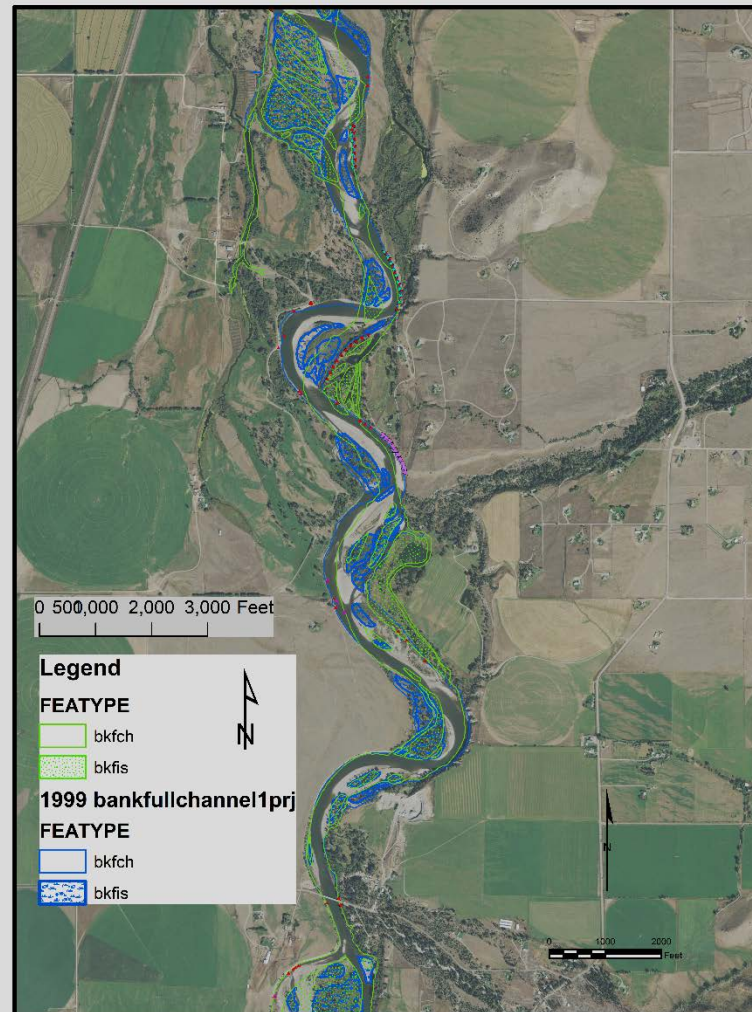 0 500 1,000 2,000 3,000 Feet
Legend
N
FEATYPE
bkfch
bkfis
1999 bankfullchannel1prj
FEATYPE
bkfch
bkfis
N
0 1000 2000
Feet